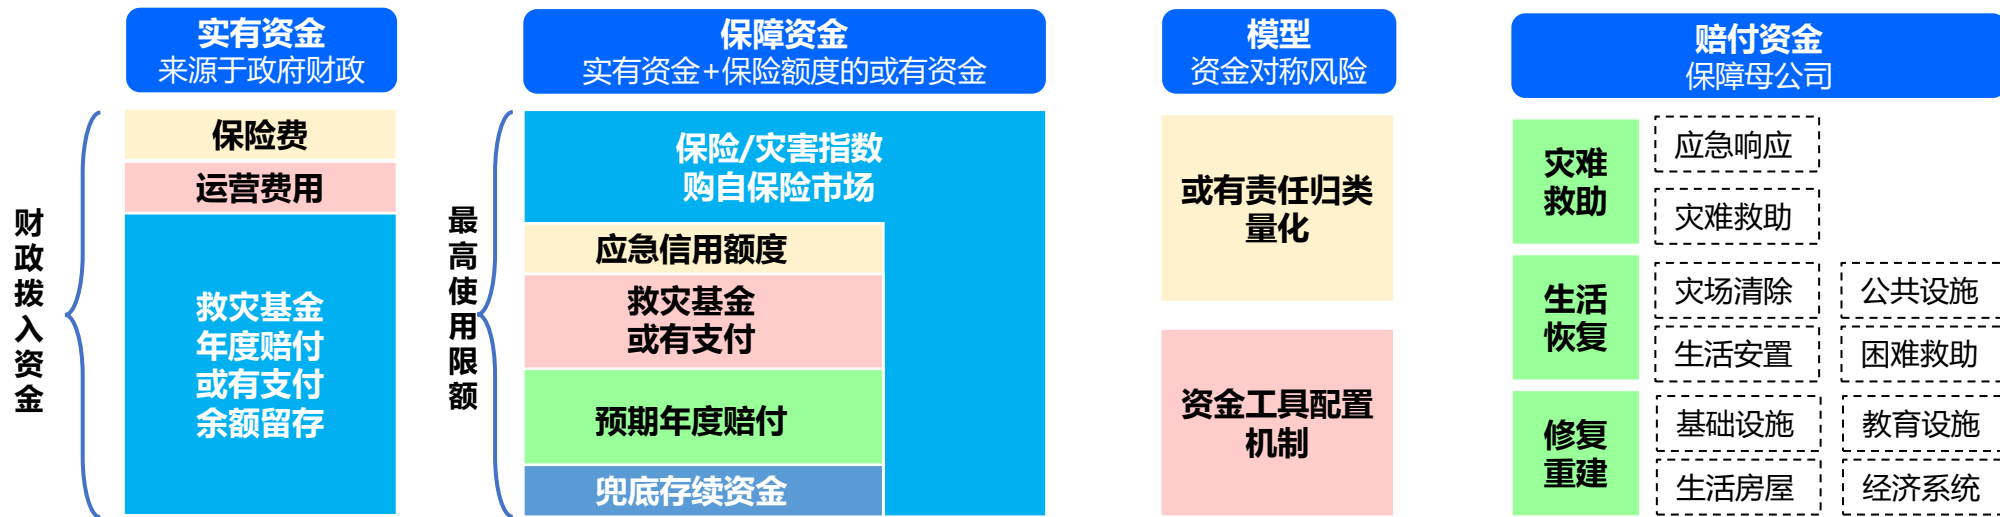 实有资金
来源于政府财政
财政拨入资金
保险费
运营费用
救灾基金
年度赔付
或有支付
余额留存
保障资金
实有资金+保险额度的或有资金
最高使用限额
保险/灾害指数
购自保险市场
应急信用额度
救灾基金
或有支付
预期年度赔付
兜底存续资金
模型
资金对称风险
或有责任归类
量化
资金工具配置
机制
赔付资金
保障母公司
灾难
救助
应急响应
灾难救助
生活
恢复
灾场清除
公共设施
生活安置
困难救助
修复
重建
基础设施
教育设施
生活房屋
经济系统